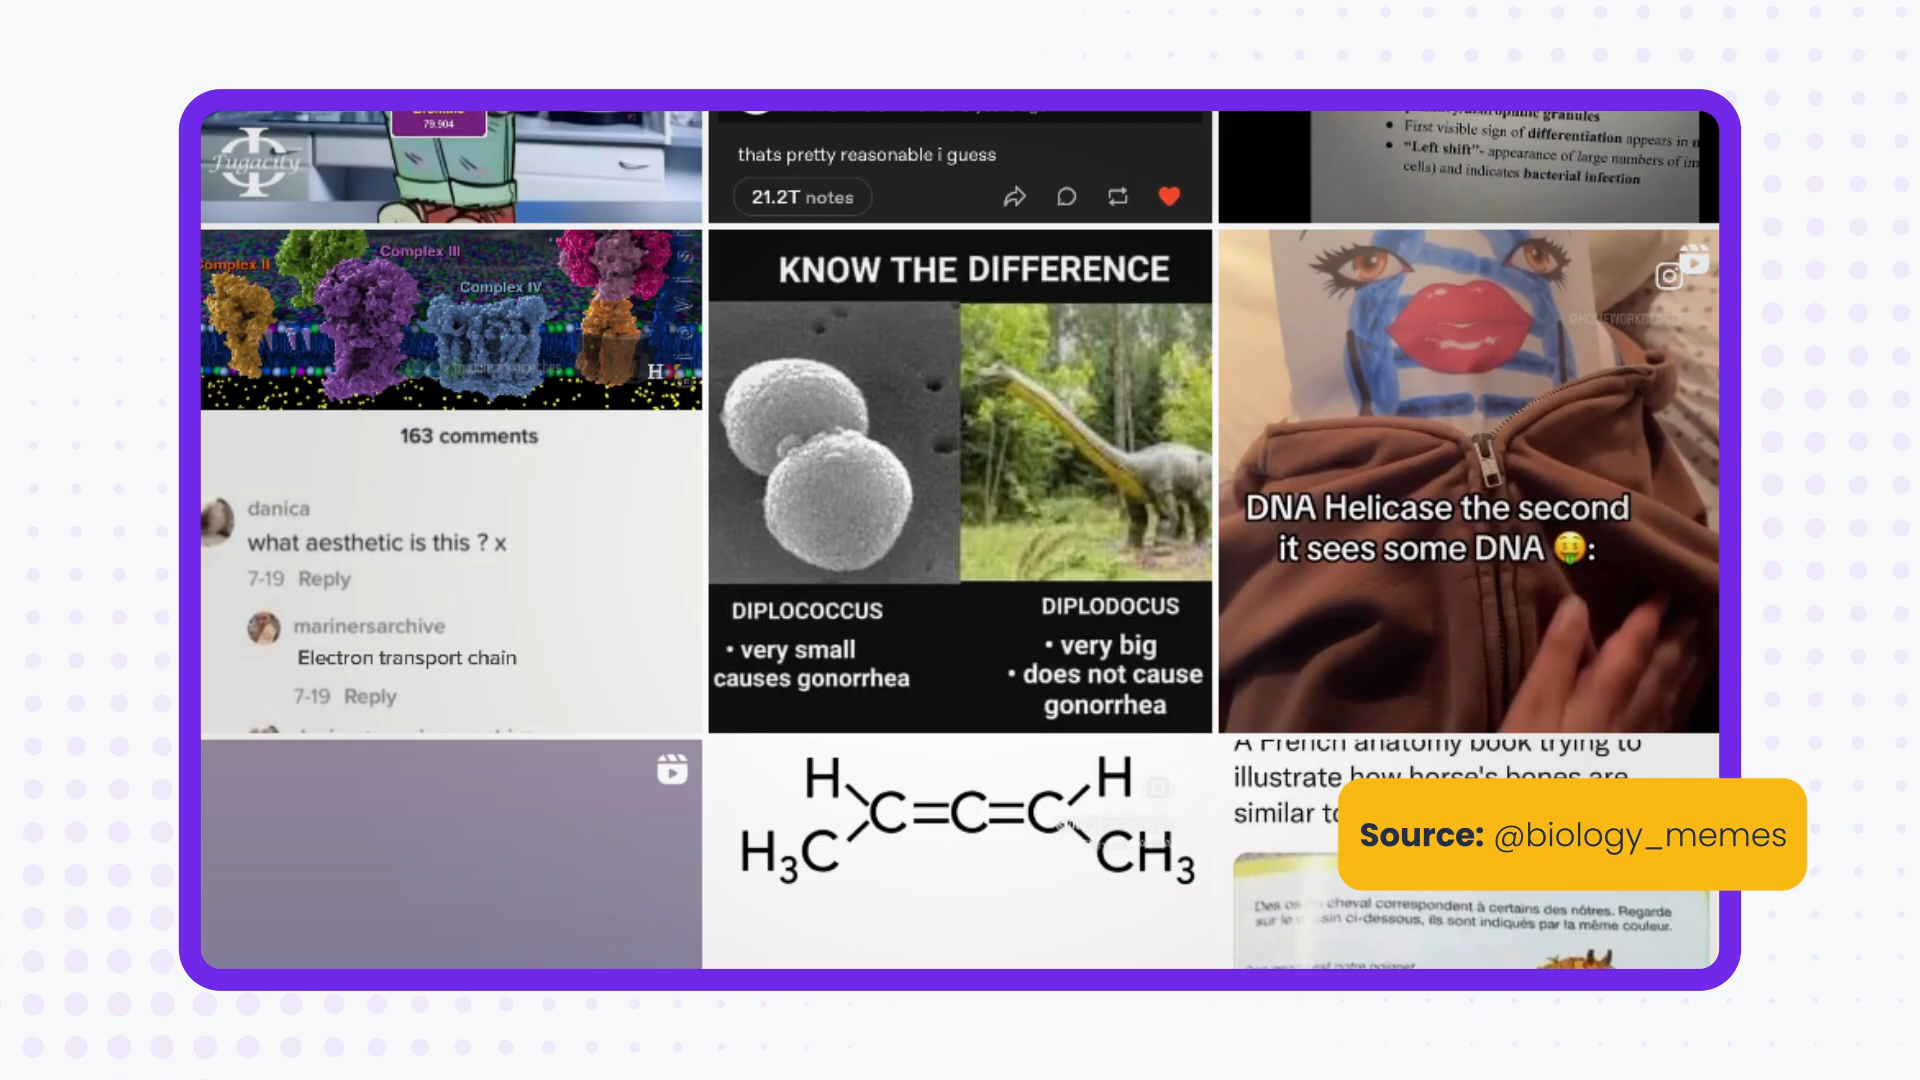 79.904
Fugacity
thats pretty reasonable i guess
21.2T notes
granules
First visible sign of differentiation appears in
"Left shift"- appearance of large numbers of im
cells) and indicates bacterial infection
Complex II
Complex III
Complex IV
H
163 comments
danica
what aesthetic is this ? x
7-19 Reply
marinersarchive
Electron transport chain
7-19 Reply
KNOW THE DIFFERENCE
DIPLOCOCCUS
• very small
causes gonorrhea
DIPLODOCUS
• very big
• does not cause
gonorrhea
DNA Helicase the second
it sees some DNA 🤑:
H H
C=C=C
H3C CH3
A French anatomy book trying to
illustrate how horse's bones are
similar to
Source: @biology_memes
cheval correspondent à certains des nôtres. Regarde
ci-dessous, ils sont indiqués par la même couleur.